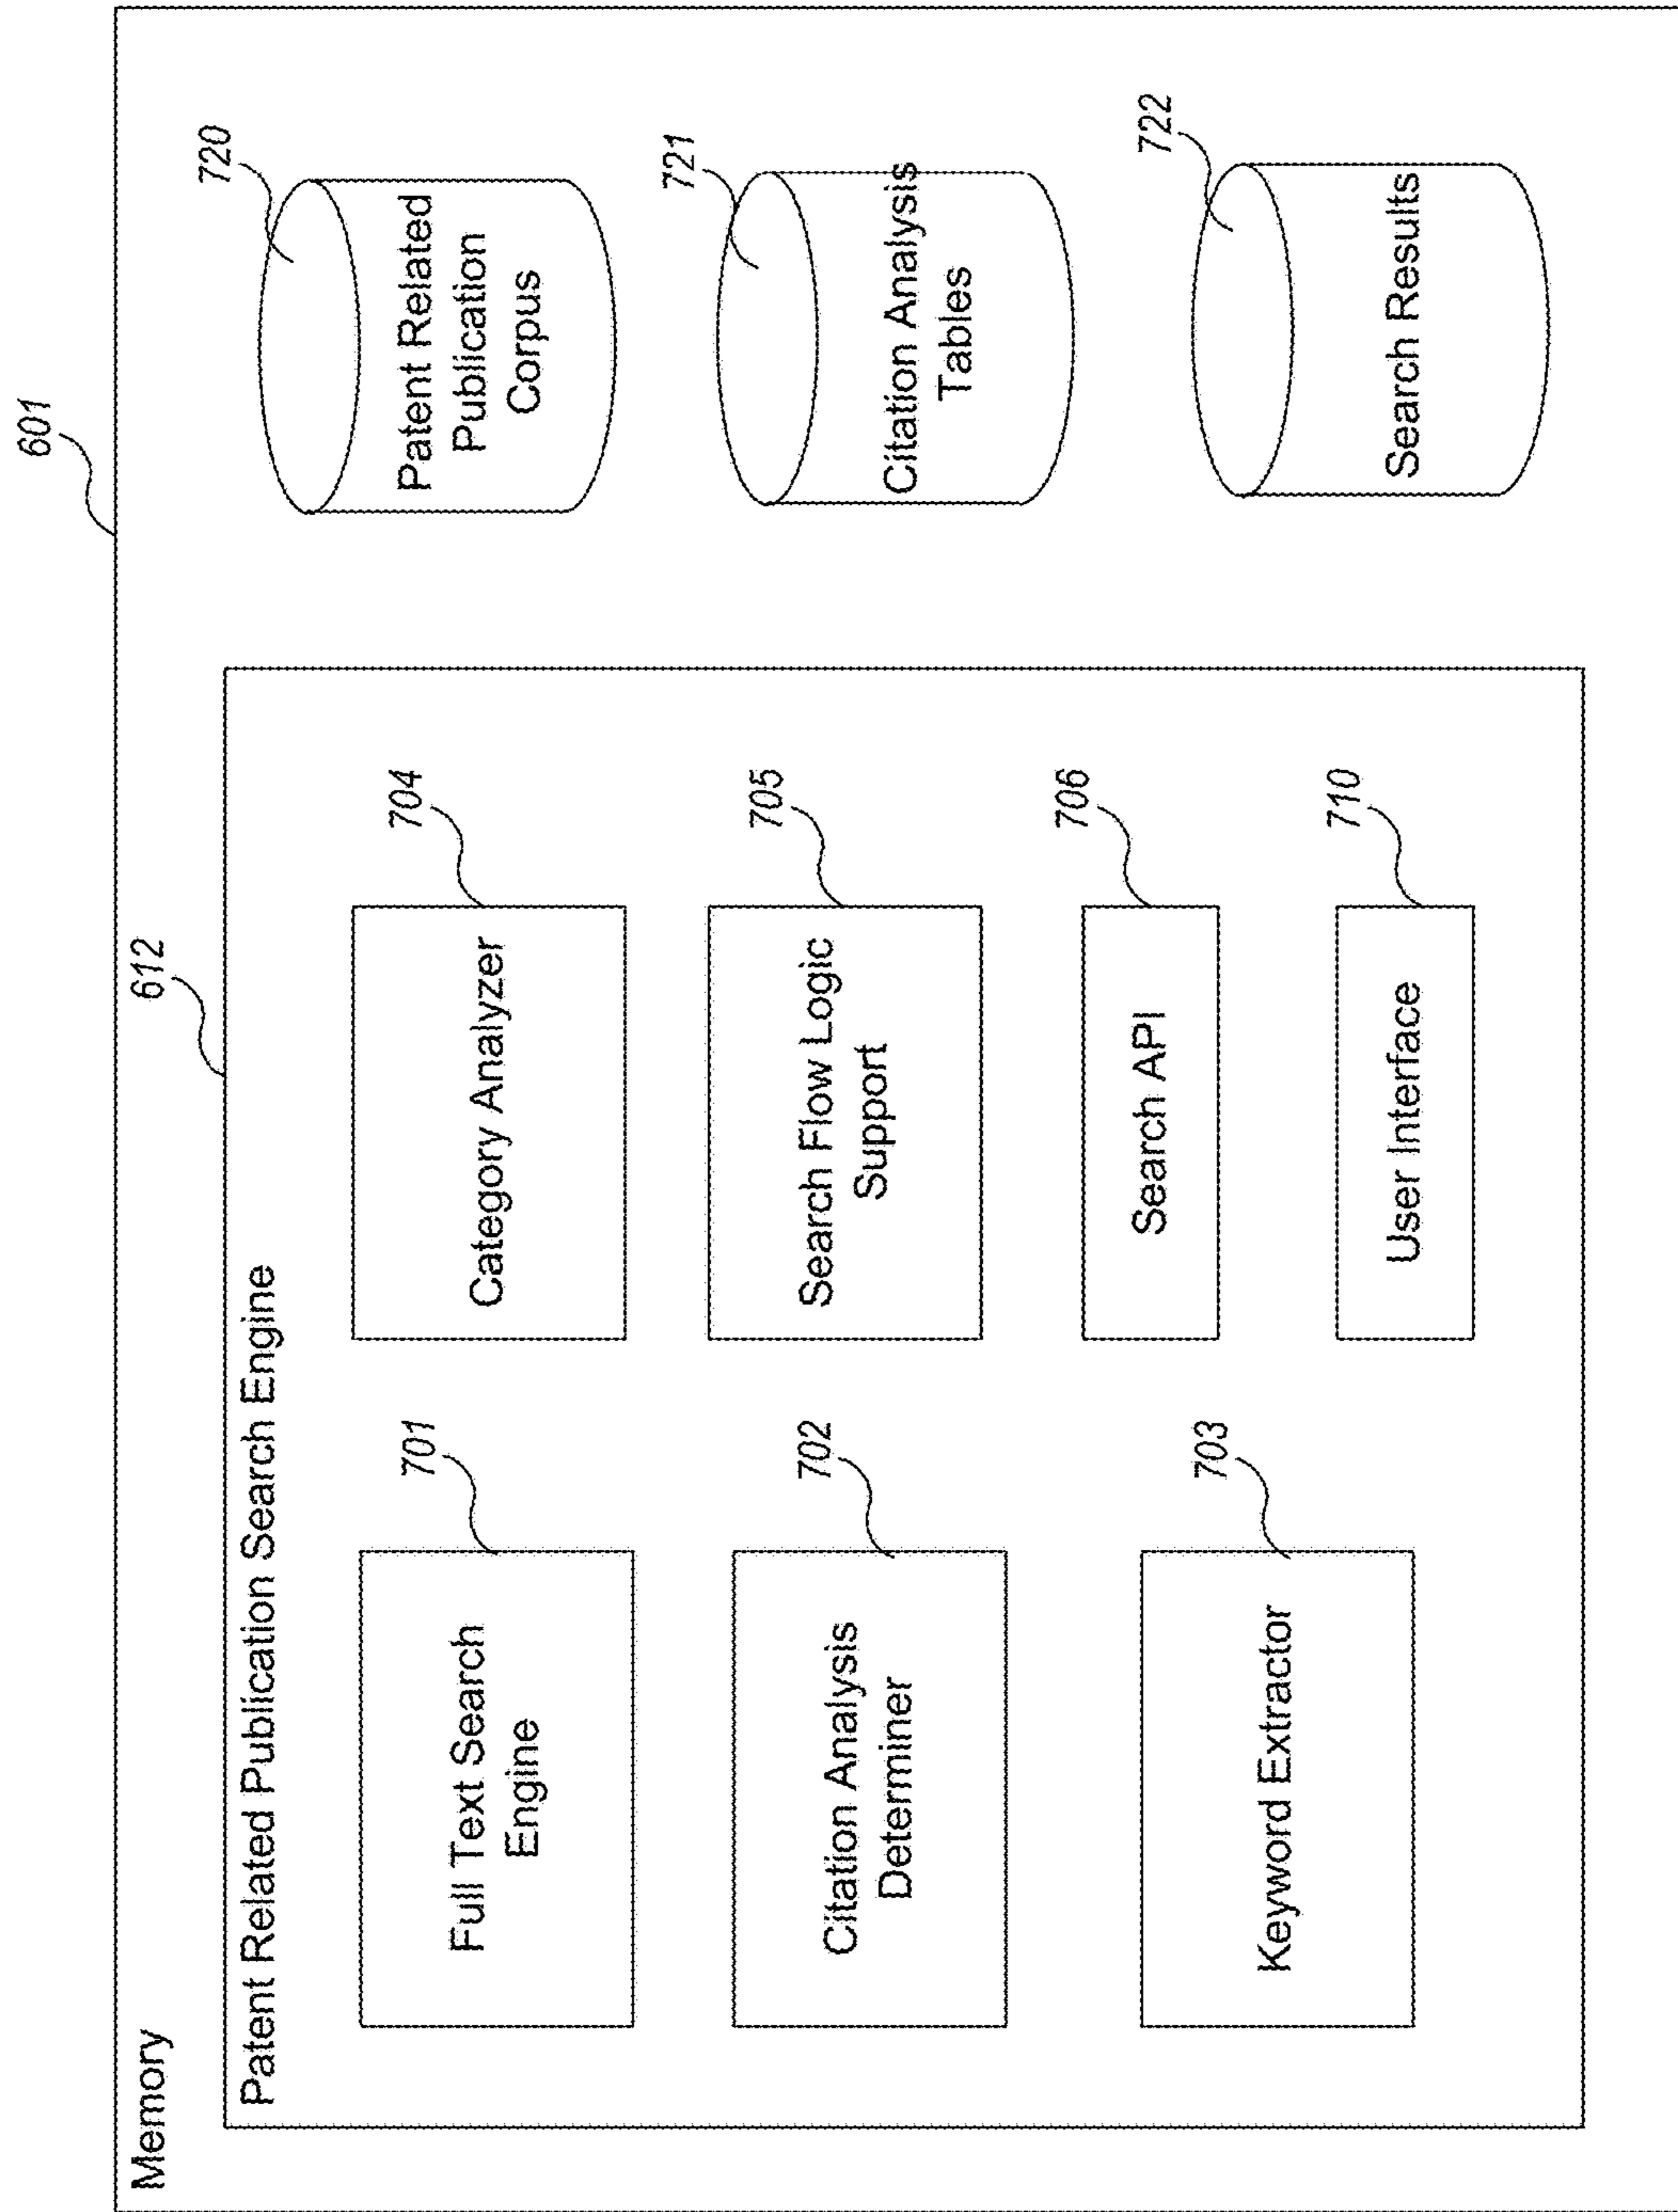 601
Memory
612
Patent Related Publication Search Engine
701
Full Text Search
Engine
704
Category Analyzer
702
Citation Analysis
Determiner
705
Search Flow Logic
Support
703
Keyword Extractor
706
Search API
710
User Interface
720
Patent Related
Publication
Corpus
721
Citation Analysis
Tables
722
Search Results